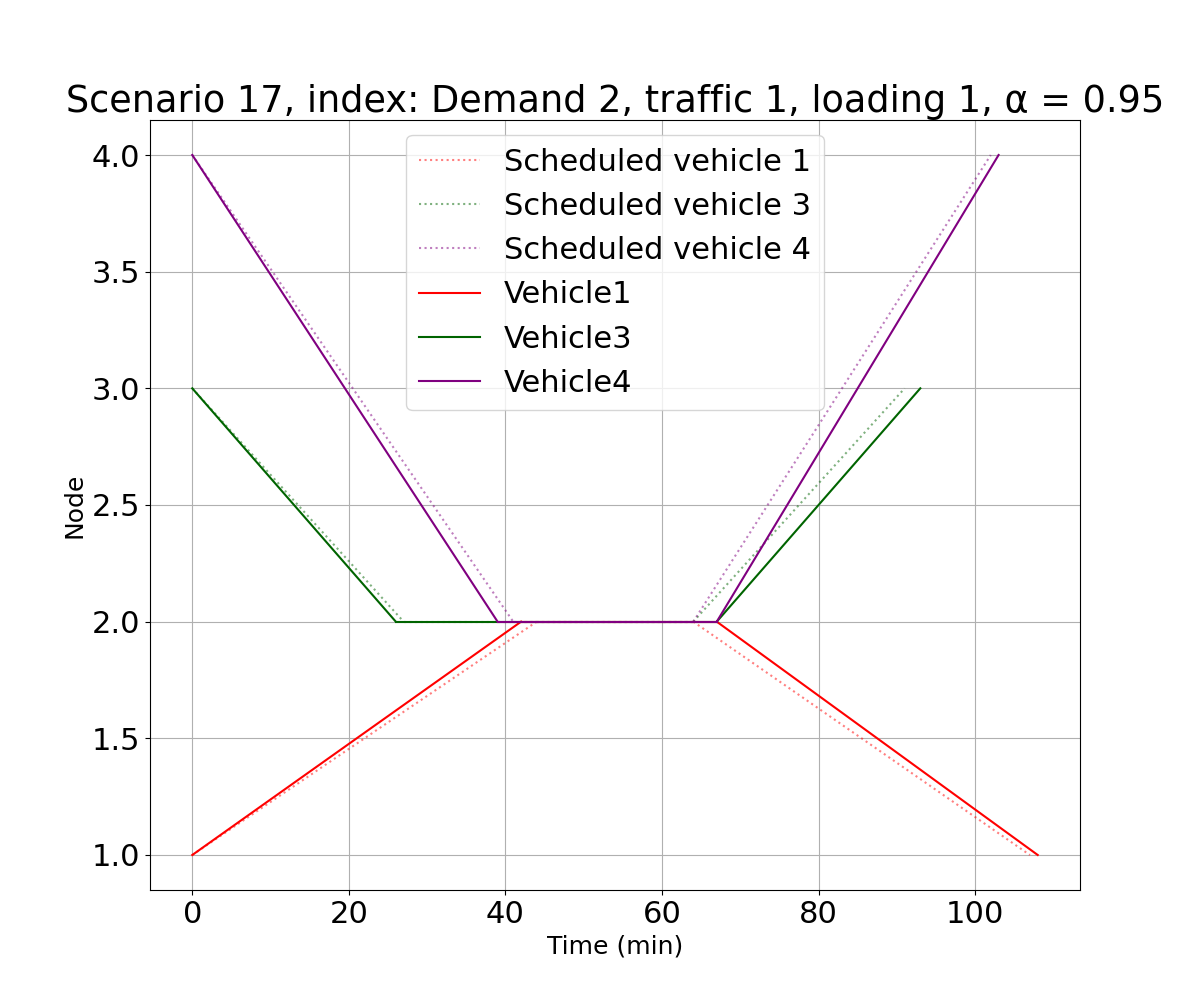 Scenario 17, index: Demand 2, traffic 1, loading 1, α = 0.95
4.0
3.5
3.0
2.5
2.0
1.5
1.0
Node
Scheduled vehicle 1
Scheduled vehicle 3
Scheduled vehicle 4
Vehicle1
Vehicle3
Vehicle4
0 20 40 60 80 100
Time (min)